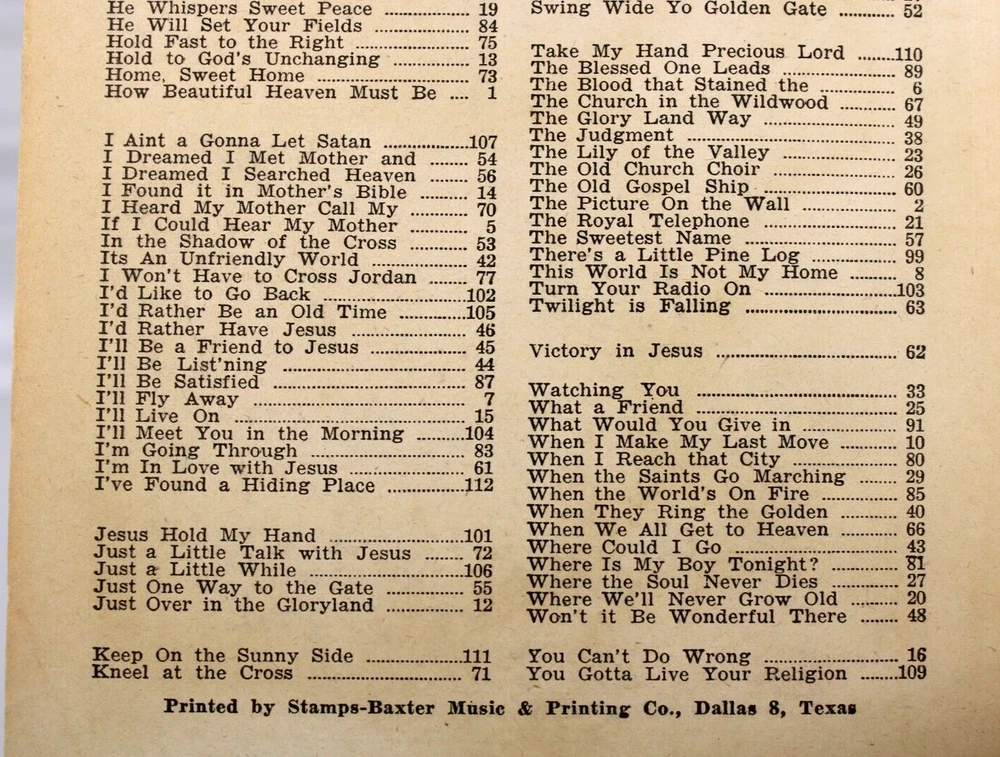 He Whispers Sweet Peace ............ 19
He Will Set Your Fields ............ 84
Hold Fast to the Right ............ 75
Hold to God's Unchanging ............ 13
Home, Sweet Home ............ 73
How Beautiful Heaven Must Be .... 1
I Aint a Gonna Let Satan ............107
I Dreamed I Met Mother and ....... 54
I Dreamed I Searched Heaven ....... 56
I Found it in Mother's Bible ........ 14
I Heard My Mother Call My .......... 70
If I Could Hear My Mother .......... 5
In the Shadow of the Cross .......... 53
Its An Unfriendly World ............ 42
I Won't Have to Cross Jordan ....... 77
I'd Like to Go Back ............102
I'd Rather Be an Old Time ............105
I'd Rather Have Jesus ............ 46
I'll Be a Friend to Jesus ............ 45
I'll Be List'ning ............ 44
I'll Be Satisfied ............ 87
I'll Fly Away ............ 7
I'll Live On ............ 15
I'll Meet You in the Morning .........104
I'm Going Through ............ 83
I'm In Love with Jesus ............ 61
I've Found a Hiding Place ............112
Jesus Hold My Hand ............101
Just a Little Talk with Jesus ....... 72
Just a Little While ............106
Just One Way to the Gate ............ 55
Just Over in the Gloryland ............ 12
Keep On the Sunny Side ............111
Kneel at the Cross ............ 71
Swing Wide Yo Golden Gate ............ 52
Take My Hand Precious Lord ........110
The Blessed One Leads ............ 89
The Blood that Stained the ............ 6
The Church in the Wildwood ............ 67
The Glory Land Way ............ 49
The Judgment ............ 38
The Lily of the Valley ............ 23
The Old Church Choir ............ 26
The Old Gospel Ship ............ 60
The Picture On the Wall ............ 2
The Royal Telephone ............ 21
The Sweetest Name ............ 57
There's a Little Pine Log ............ 99
This World Is Not My Home ........ 8
Turn Your Radio On ............103
Twilight is Falling ............ 63
Victory in Jesus ............ 62
Watching You ............ 33
What a Friend ............ 25
What Would You Give in ............ 91
When I Make My Last Move ........ 10
When I Reach that City ............ 80
When the Saints Go Marching ....... 29
When the World's On Fire ............ 85
When They Ring the Golden ........ 40
When We All Get to Heaven ........ 66
Where Could I Go ............ 43
Where Is My Boy Tonight? ............ 81
Where the Soul Never Dies ............ 27
Where We'll Never Grow Old ........ 20
Won't it Be Wonderful There ....... 48
You Can't Do Wrong ............ 16
You Gotta Live Your Religion .......109
Printed by Stamps-Baxter Music & Printing Co., Dallas 8, Texas